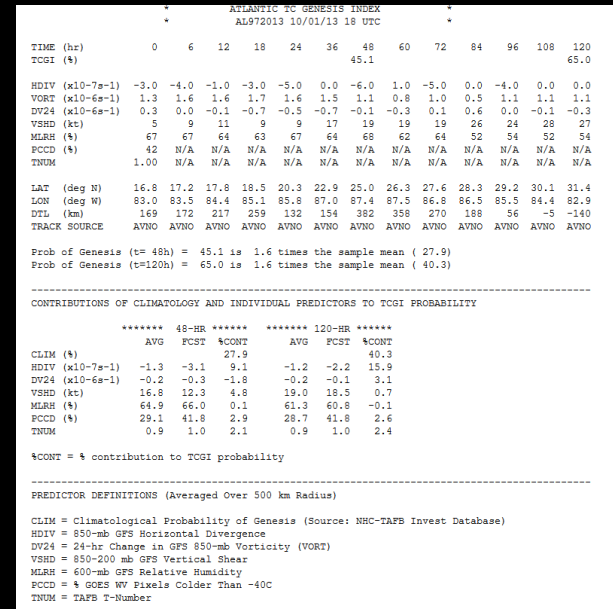 * ATLANTIC TC GENESIS INDEX *
* AL972013 10/01/13 18 UTC *
TIME (hr) 0 6 12 18 24 36 48 60 72 84 96 108 120
TCGI (%) 45.1 65.0
HDIV (x10-7s-1) -3.0 -4.0 -1.0 -3.0 -5.0 0.0 -6.0 1.0 -5.0 0.0 -4.0 0.0 0.0
VORT (x10-6s-1) 1.3 1.6 1.6 1.7 1.6 1.5 1.1 0.8 1.0 0.5 1.1 1.1 1.1
DV24 (x10-6s-1) 0.3 0.0 -0.1 -0.7 -0.5 -0.7 -0.1 -0.3 0.1 0.6 0.0 -0.1 -0.3
VSHD (kt) 5 9 11 9 9 17 19 19 19 26 24 28 27
MLRH (%) 67 67 64 63 67 64 68 62 64 52 54 52 54
PCCD (%) 42 N/A N/A N/A N/A N/A N/A N/A N/A N/A N/A N/A N/A
TNUM 1.00 N/A N/A N/A N/A N/A N/A N/A N/A N/A N/A N/A N/A
LAT (deg N) 16.8 17.2 17.8 18.5 20.3 22.9 25.0 26.3 27.6 28.3 29.2 30.1 31.4
LON (deg W) 83.0 83.5 84.4 85.1 85.8 87.0 87.4 87.5 86.8 86.5 85.5 84.4 82.9
DTL (km) 169 172 217 259 132 154 382 358 270 188 56 -5 -140
TRACK SOURCE AVNO AVNO AVNO AVNO AVNO AVNO AVNO AVNO AVNO AVNO AVNO AVNO AVNO
Prob of Genesis (t= 48h) = 45.1 is 1.6 times the sample mean ( 27.9)
Prob of Genesis (t=120h) = 65.0 is 1.6 times the sample mean ( 40.3)
CONTRIBUTIONS OF CLIMATOLOGY AND INDIVIDUAL PREDICTORS TO TCGI PROBABILITY
******* 48-HR ****** ******* 120-HR ******
AVG FCST %CONT AVG FCST %CONT
CLIM (%) 27.9 40.3
HDIV (x10-7s-1) -1.3 -3.1 9.1 -1.2 -2.2 15.9
DV24 (x10-6s-1) -0.2 -0.3 -1.8 -0.2 -0.1 3.1
VSHD (kt) 16.8 12.3 4.8 19.0 18.5 0.7
MLRH (%) 64.9 66.0 0.1 61.3 60.8 -0.1
PCCD (%) 29.1 41.8 2.9 28.7 41.8 2.6
TNUM 0.9 1.0 2.1 0.9 1.0 2.4
%CONT = % contribution to TCGI probability
PREDICTOR DEFINITIONS (Averaged Over 500 km Radius)
CLIM = Climatological Probability of Genesis (Source: NHC-TAFB Invest Database)
HDIV = 850-mb GFS Horizontal Divergence
DV24 = 24-hr Change in GFS 850-mb Vorticity (VORT)
VSHD = 850-200 mb GFS Vertical Shear
MLRH = 600-mb GFS Relative Humidity
PCCD = % GOES WV Pixels Colder Than -40C
TNUM = TAFB T-Number